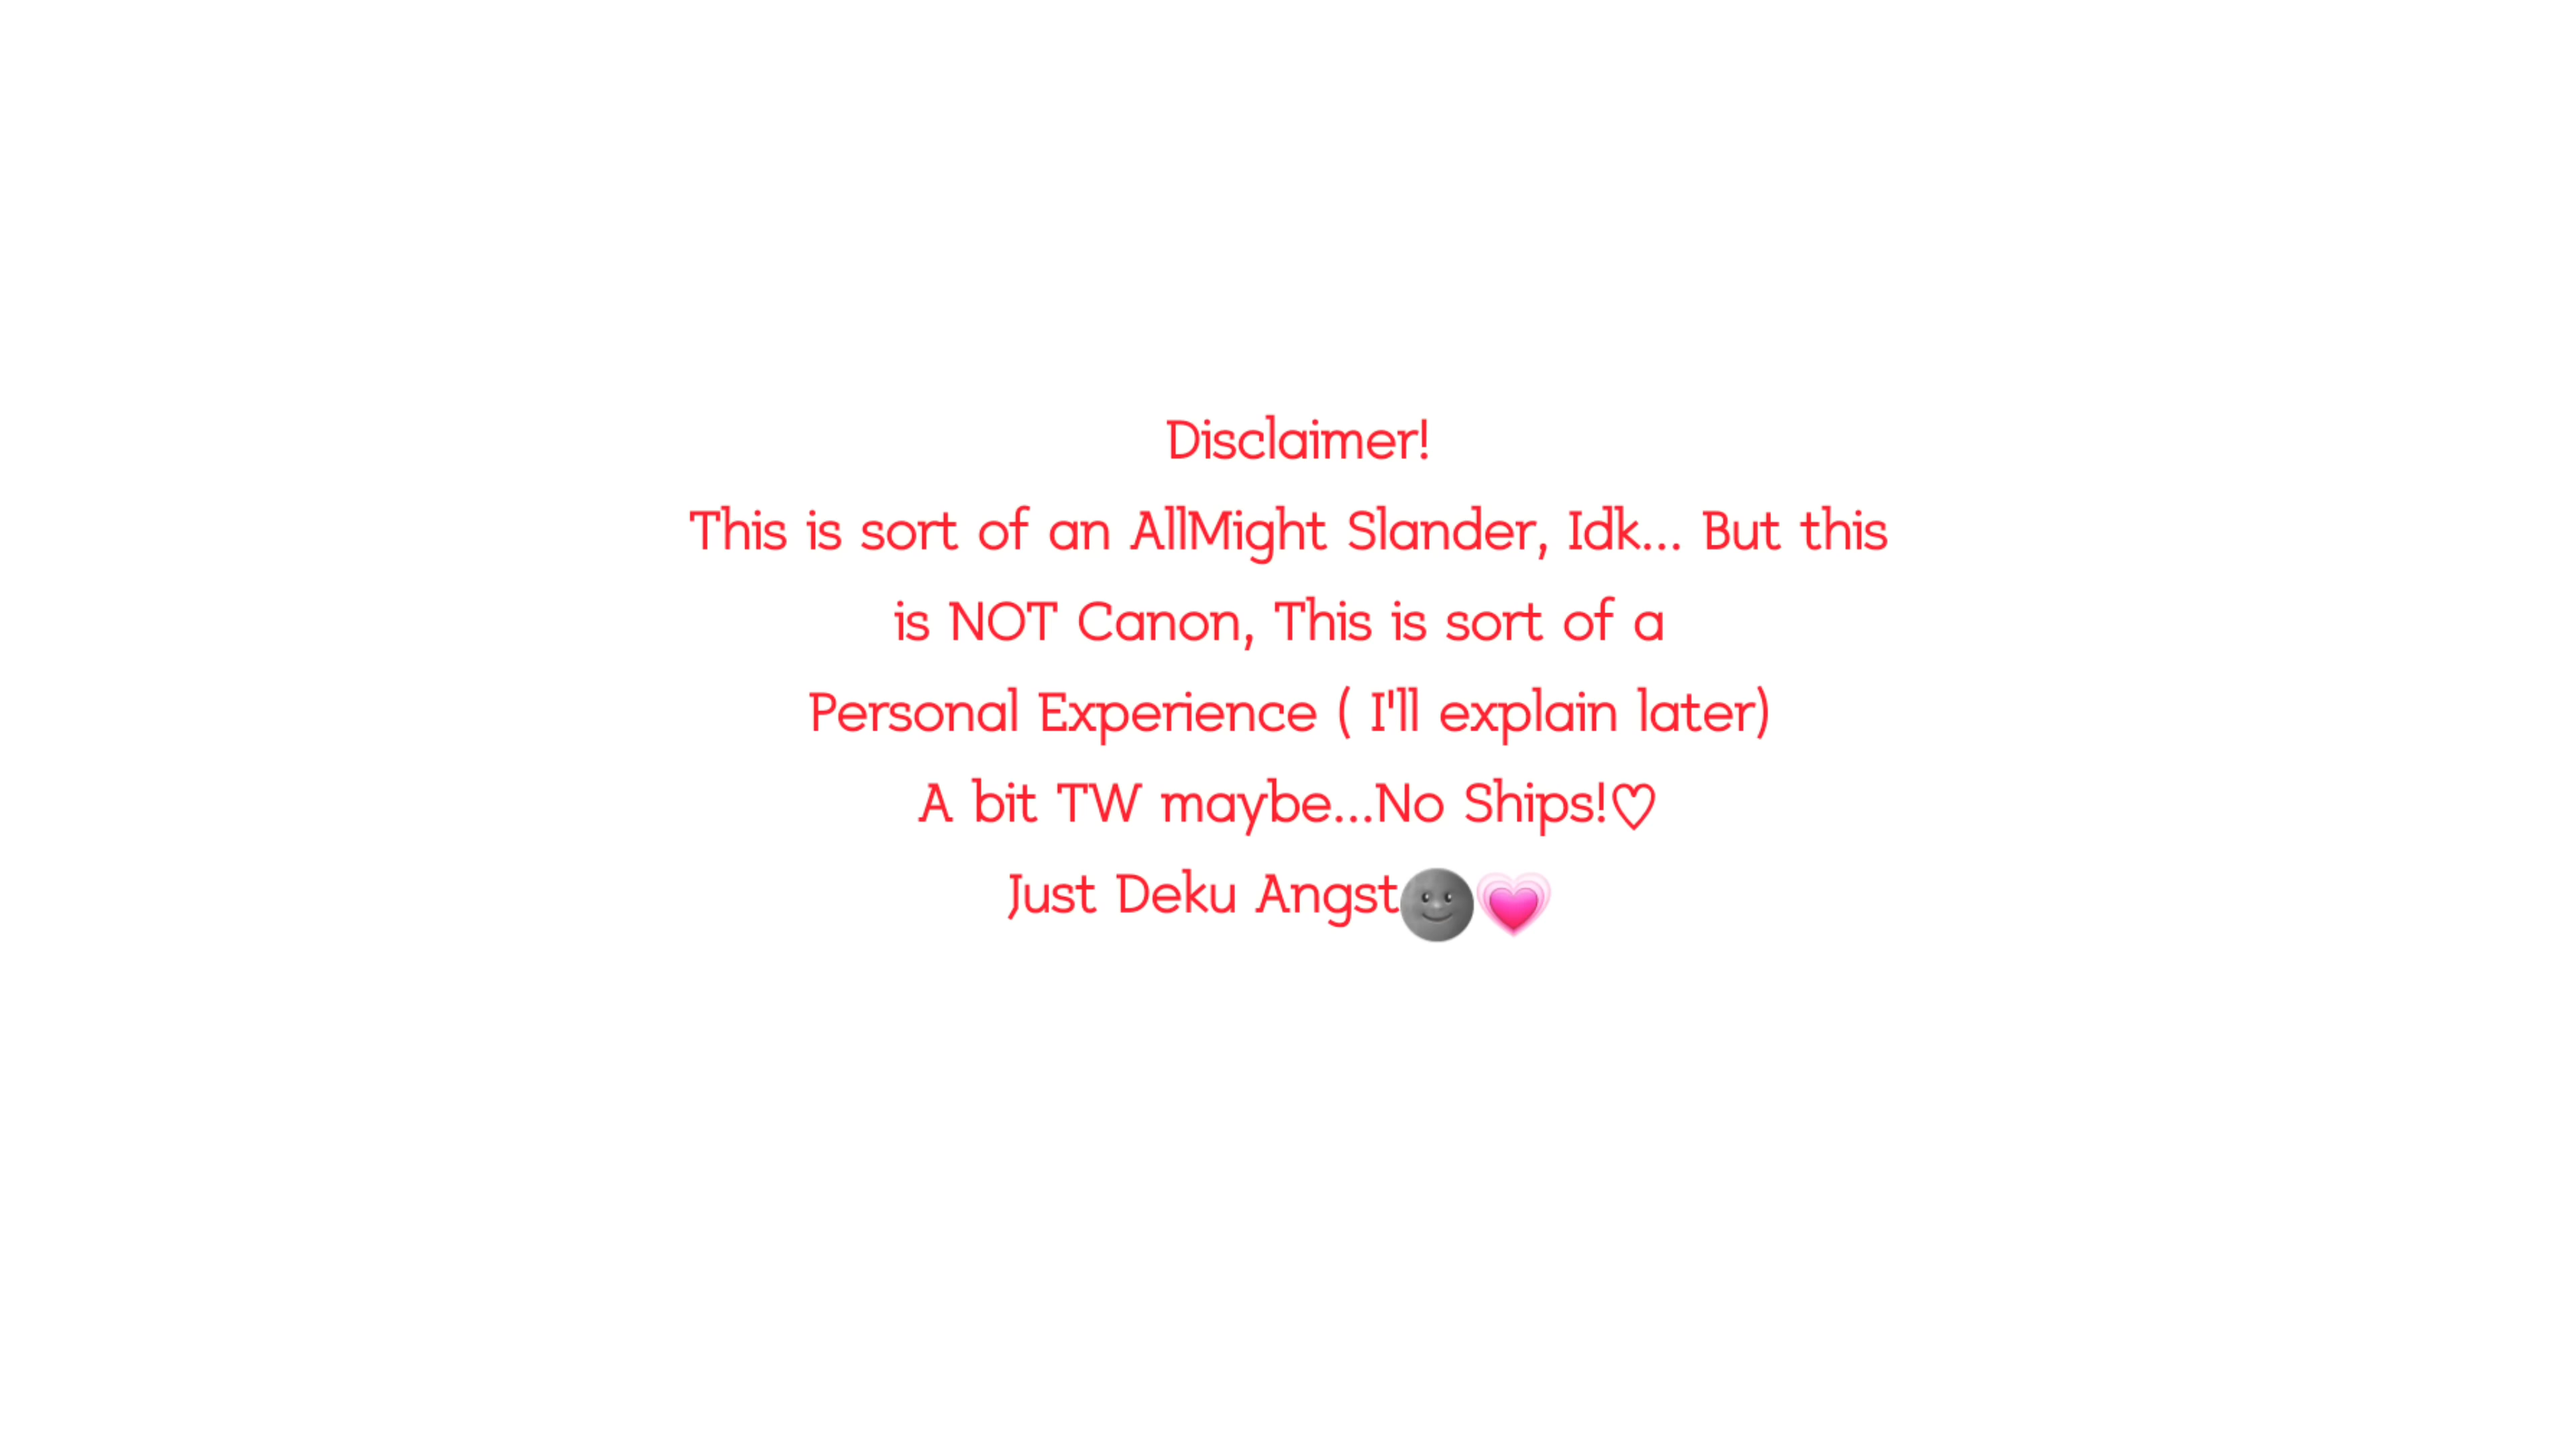 Disclaimer!
This is sort of an AllMight Slander, Idk... But this
is NOT Canon, This is sort of a
Personal Experience ( I'll explain later)
A bit TW maybe...No Ships!♡
Just Deku Angst🌚💗